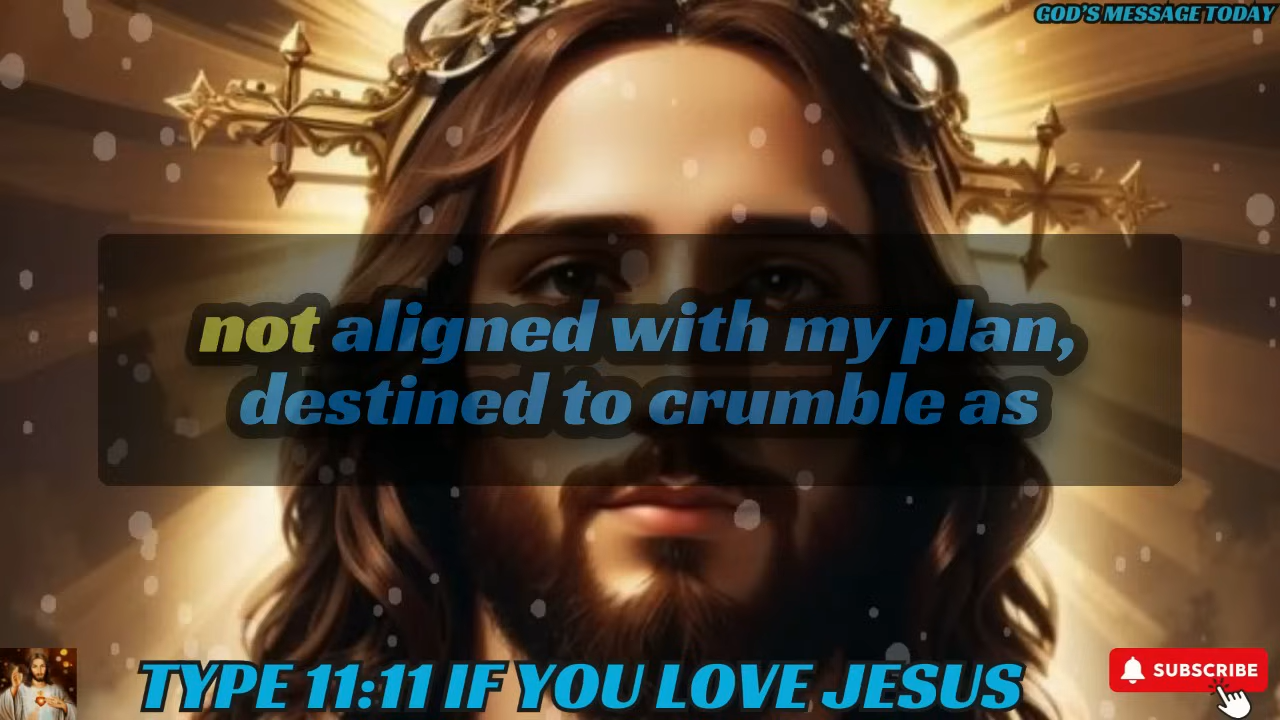 GOD'S MESSAGE TODAY
not aligned with my plan,
destined to crumble as
TYPE 11:11 IF YOU LOVE JESUS
SUBSCRIBE